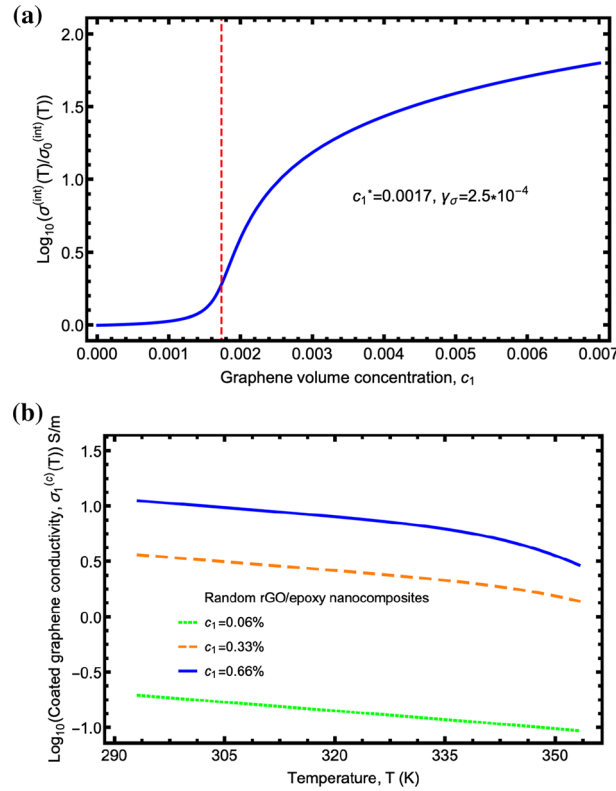 (a)
Log₁₀(σ⁽ⁱⁿᵗ⁾(T)/σ₀⁽ⁱⁿᵗ⁾(T))
2.0
1.5
1.0
0.5
0.0
c₁*=0.0017, γσ=2.5*10⁻⁴
0.000 0.001 0.002 0.003 0.004 0.005 0.006 0.007
Graphene volume concentration, c₁
(b)
Log₁₀(Coated graphene conductivity, σ₁⁽ᶜ⁾(T)) S/m
1.5
1.0
0.5
0.0
−0.5
−1.0
Random rGO/epoxy nanocomposites
c₁=0.06%
c₁=0.33%
c₁=0.66%
290 305 320 335 350
Temperature, T (K)